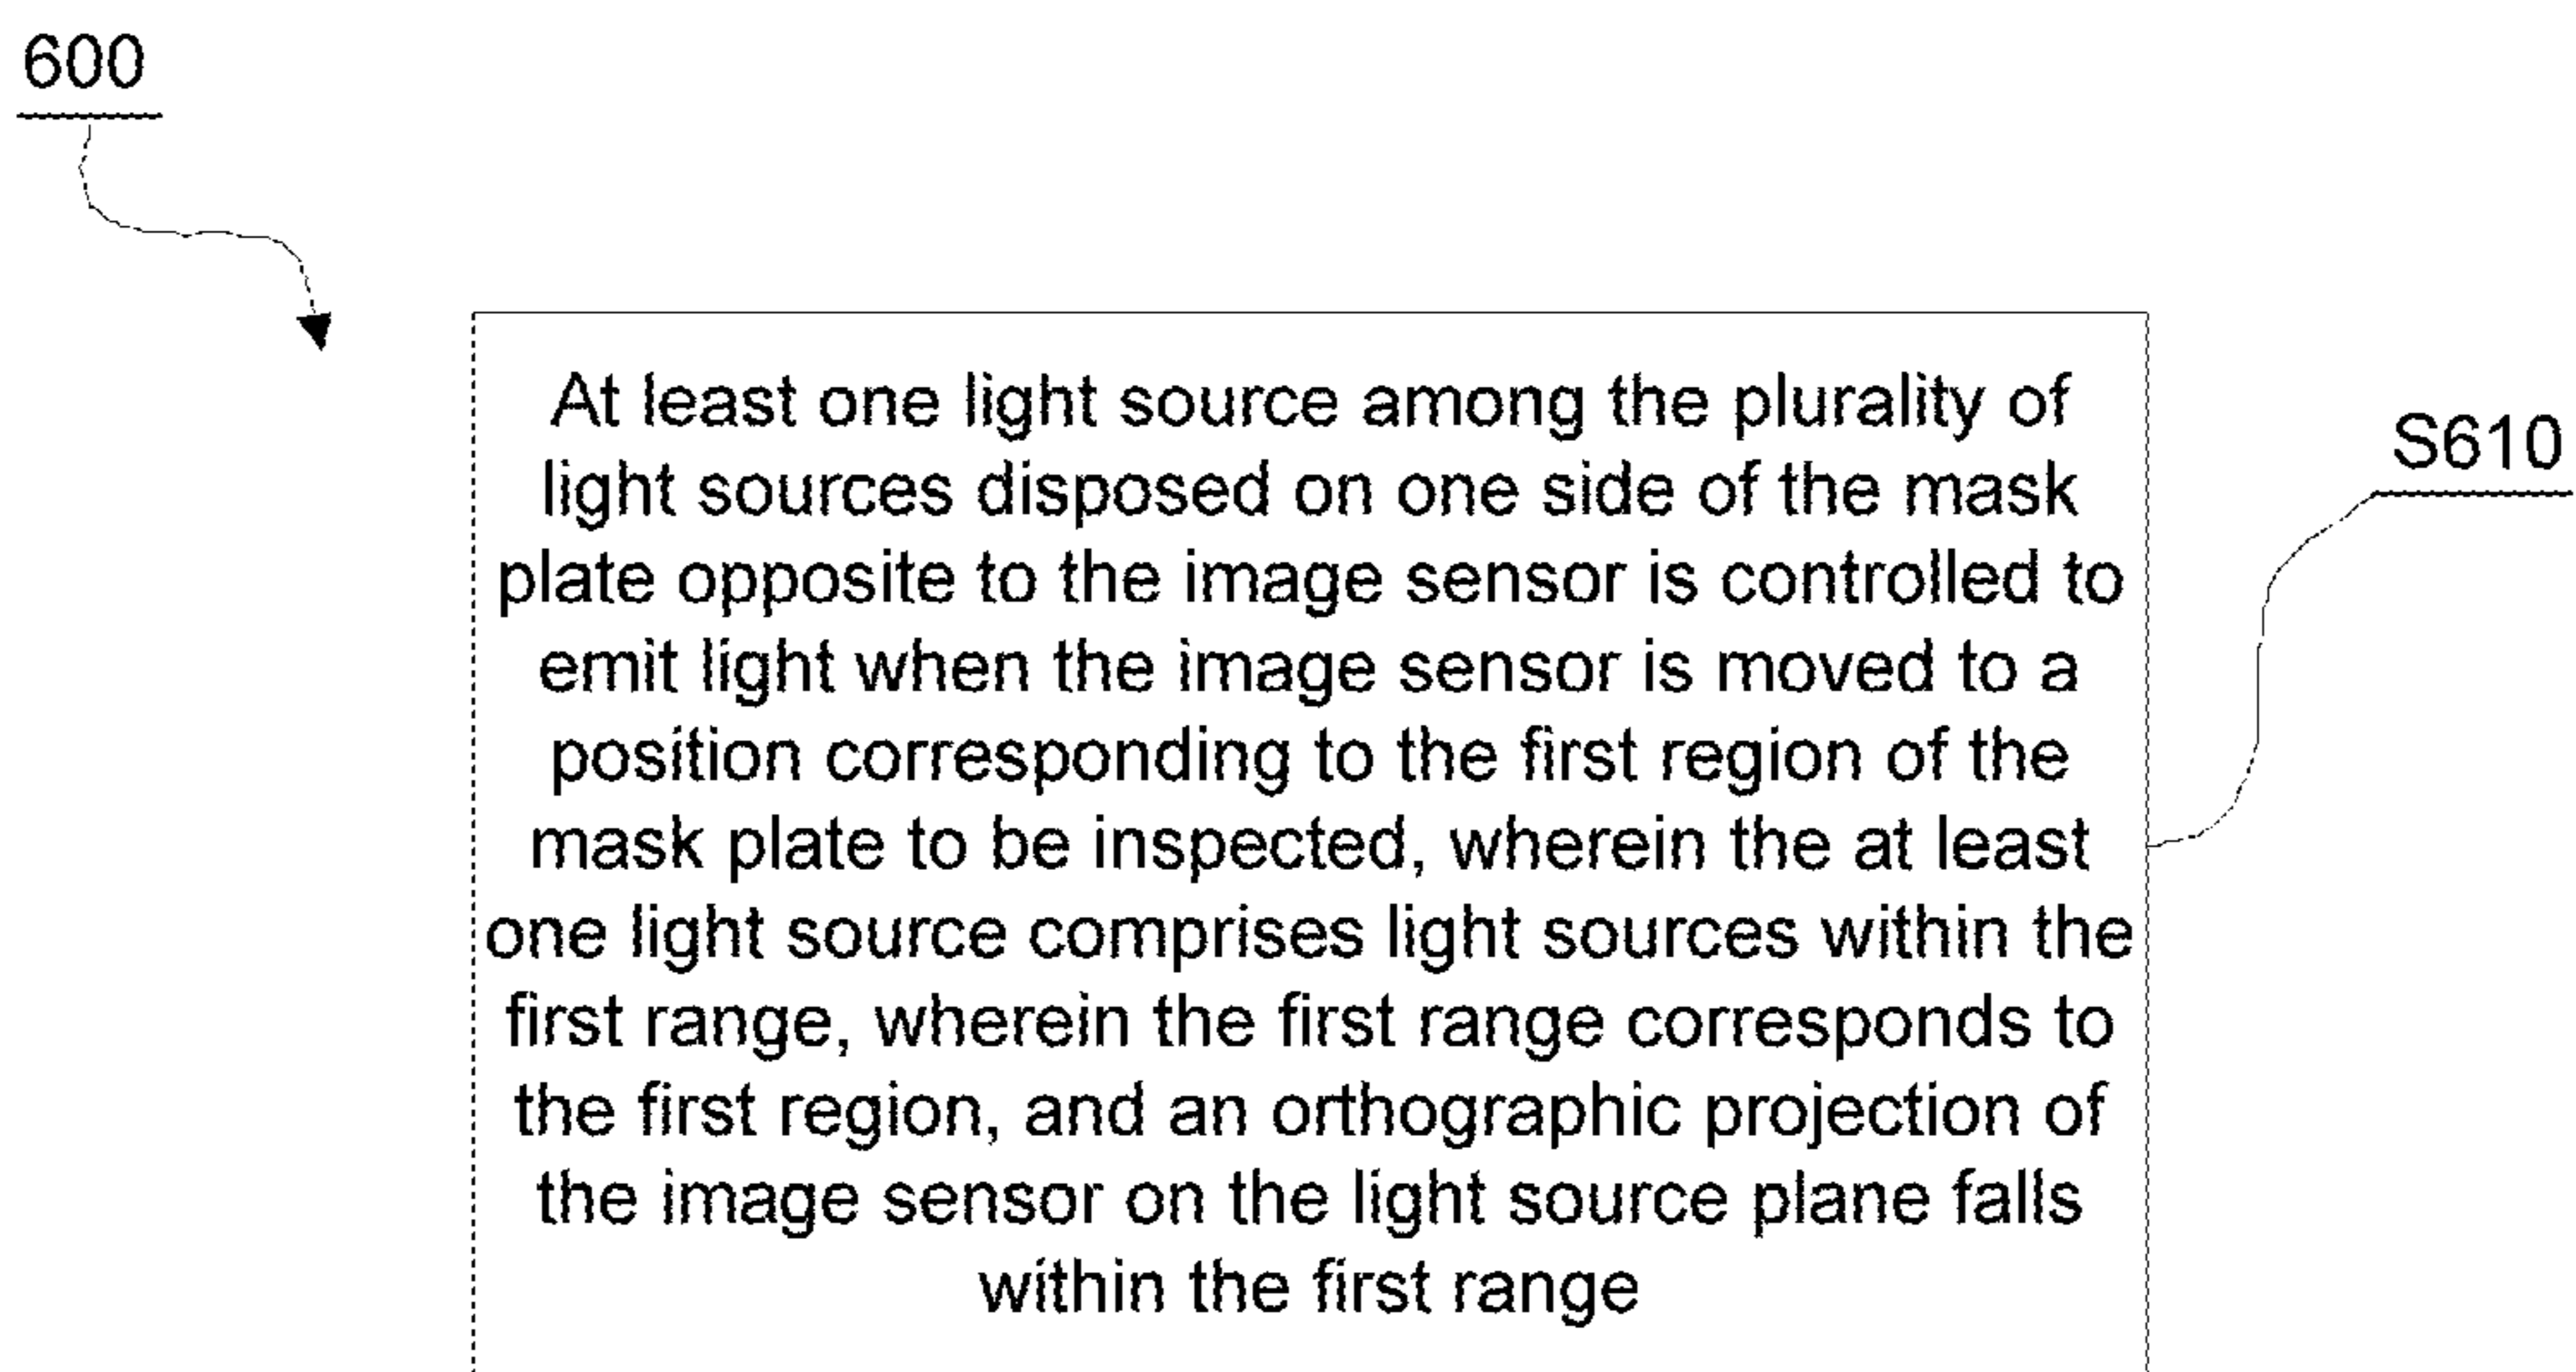 600
At least one light source among the plurality of
light sources disposed on one side of the mask
plate opposite to the image sensor is controlled to
emit light when the image sensor is moved to a
position corresponding to the first region of the
mask plate to be inspected, wherein the at least
one light source comprises light sources within the
first range, wherein the first range corresponds to
the first region, and an orthographic projection of
the image sensor on the light source plane falls
within the first range
S610